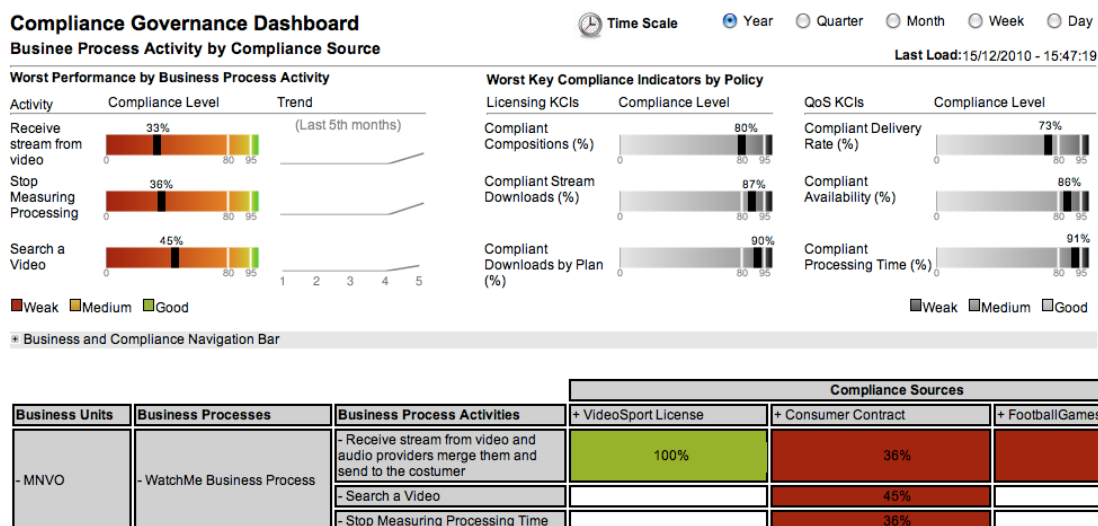 Compliance Governance Dashboard
Time Scale
Year
Quarter
Month
Week
Day
Businee Process Activity by Compliance Source
Last Load:15/12/2010 - 15:47:19
Worst Performance by Business Process Activity
Activity
Compliance Level
Trend
Receive
stream from
video
33%
0
80
95
(Last 5th months)
Stop
Measuring
Processing
36%
0
80
95
Search a
Video
45%
0
80
95
1
2
3
4
5
Weak
Medium
Good
Worst Key Compliance Indicators by Policy
Licensing KCIs
Compliance Level
Compliant
Compositions (%)
80%
0
80
95
Compliant Stream
Downloads (%)
87%
0
80
95
Compliant
Downloads by Plan
(%)
90%
0
80
95
QoS KCIs
Compliance Level
Compliant Delivery
Rate (%)
73%
0
80
95
Compliant
Availability (%)
86%
0
80
95
Compliant
Processing Time (%)
91%
0
80
95
Weak
Medium
Good
+ Business and Compliance Navigation Bar
Compliance Sources
Business Units
Business Processes
Business Process Activities
+ VideoSport License
+ Consumer Contract
+ FootballGames
- MNVO
- WatchMe Business Process
- Receive stream from video and
audio providers merge them and
send to the costumer
100%
36%
- Search a Video
45%
- Stop Measuring Processing Time
36%